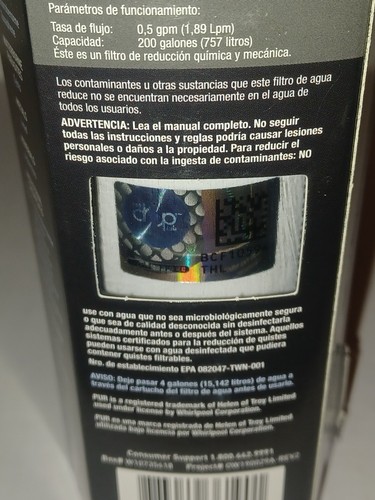 Parámetros de funcionamiento:
Tasa de flujo: 0,5 gpm (1,89 Lpm)
Capacidad: 200 galones (757 litros)
Éste es un filtro de reducción química y mecánica.
Los contaminantes u otras sustancias que este filtro de agua
reduce no se encuentran necesariamente en el agua de
todos los usuarios.
ADVERTENCIA: Lea el manual completo. No seguir
todas las instrucciones y reglas podría causar lesiones
personales o daños a la propiedad. Para reducir el
riesgo asociado con la ingesta de contaminantes: NO
THL
use con agua que no sea microbiológicamente segura
o que sea de calidad desconocida sin desinfectarla
adecuadamente antes o después del sistema. Aquellos
sistemas certificados para la reducción de quistes
pueden usarse con agua desinfectada que pudiera
contener quistes filtrables.
Nro. de establecimiento EPA 082047-TWN-001
AVISO: Deje pasar 4 galones (15,142 litros) de agua a
través del cartucho del filtro de agua antes de usarlo.
PUR is a registered trademark of Helen of Troy Limited
used under license by Whirlpool Corporation.
PUR es una marca registrada de Helen of Troy Limited
utilizado bajo licencia por Whirlpool Corporation.
Consumer Support